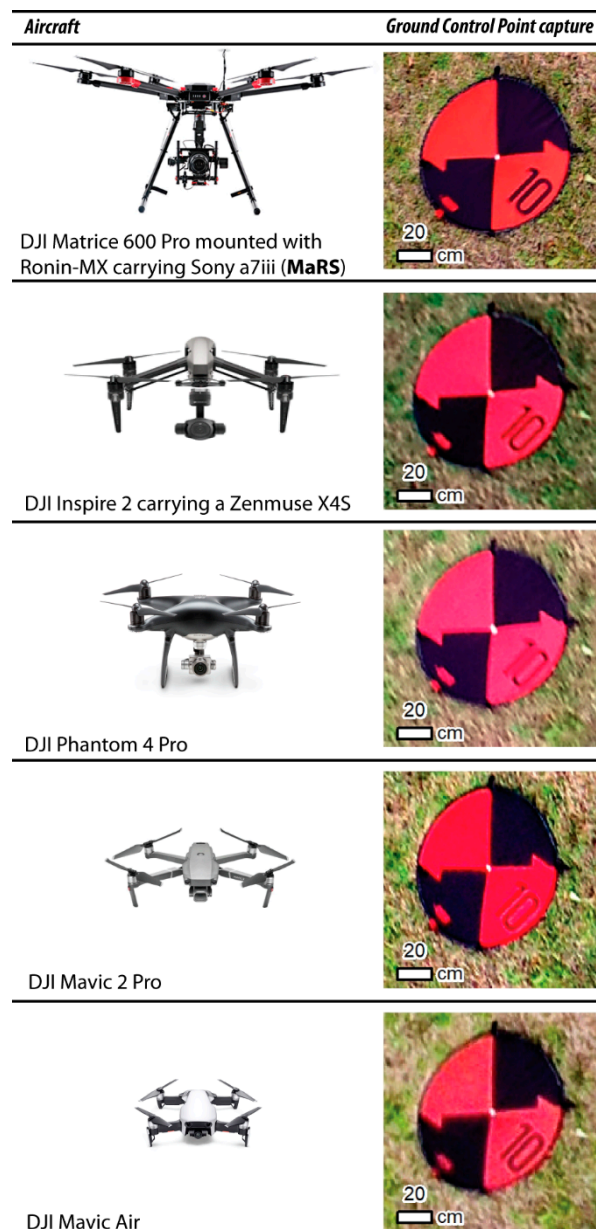 Aircraft
Ground Control Point capture
10
20
cm
DJI Matrice 600 Pro mounted with
Ronin-MX carrying Sony a7iii (MaRS)
10
20
cm
DJI Inspire 2 carrying a Zenmuse X4S
10
20
cm
DJI Phantom 4 Pro
10
20
cm
DJI Mavic 2 Pro
10
20
cm
DJI Mavic Air